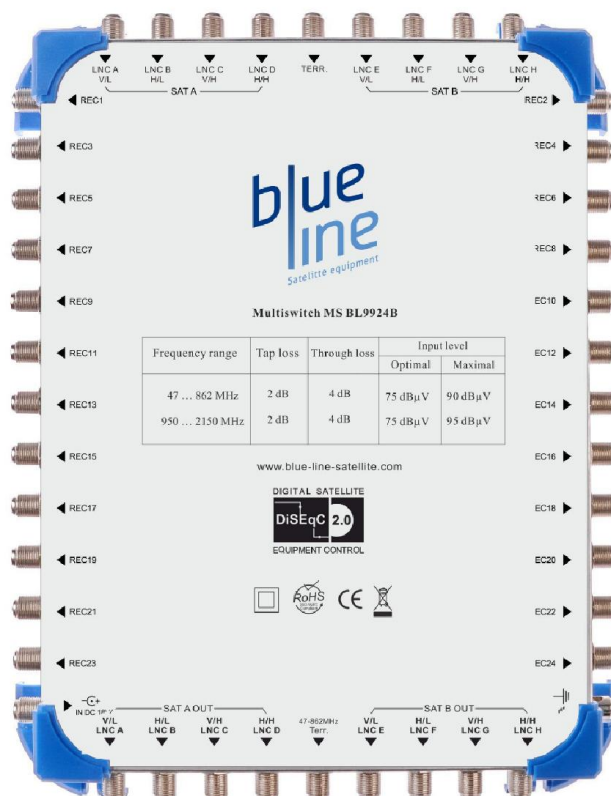 LNC A LNC B LNC C LNC D TERR. LNC E LNC F LNC G LNC H
V/L H/L V/H H/H V/L H/L V/H H/H
SAT A SAT B
REC1 REC2
REC3 REC4
REC5 REC6
REC7 REC8
REC9 EC10
REC11 EC12
REC13 EC14
REC15 EC16
REC17 EC18
REC19 EC20
REC21 EC22
REC23 EC24
blue
line
Satelitte equipment
Multiswitch MS BL9924B
Frequency range Tap loss Through loss Input level
Optimal Maximal
47 ... 862 MHz 2 dB 4 dB 75 dBµV 90 dBµV
950 ... 2150 MHz 2 dB 4 dB 75 dBµV 95 dBµV
www.blue-line-satellite.com
DIGITAL SATELLITE
DiSEqC 2.0
EQUIPMENT CONTROL
RoHS
CE
IN DC
SAT A OUT SAT B OUT
V/L H/L V/H H/H 47-862MHz V/L H/L V/H H/H
LNC A LNC B LNC C LNC D Terr. LNC E LNC F LNC G LNC H